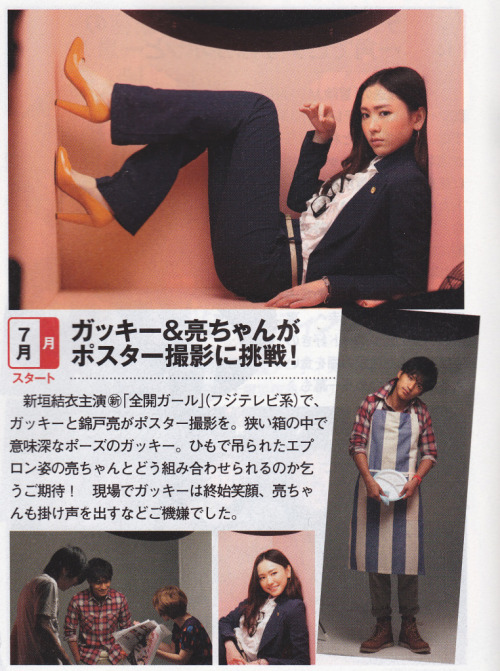 7月
月
スタート
ガッキー&亮ちゃんが
ポスター撮影に挑戦!
新垣結衣主演㊟「全開ガール」(フジテレビ系)で、
ガッキーと錦戸亮がポスター撮影を。狭い箱の中で
意味深なポーズのガッキー。ひもで吊られたエプ
ロン姿の亮ちゃんとどう組み合わせられるのか乞
うご期待! 現場でガッキーは終始笑顔、亮ちゃ
んも掛け声を出すなどご機嫌でした。